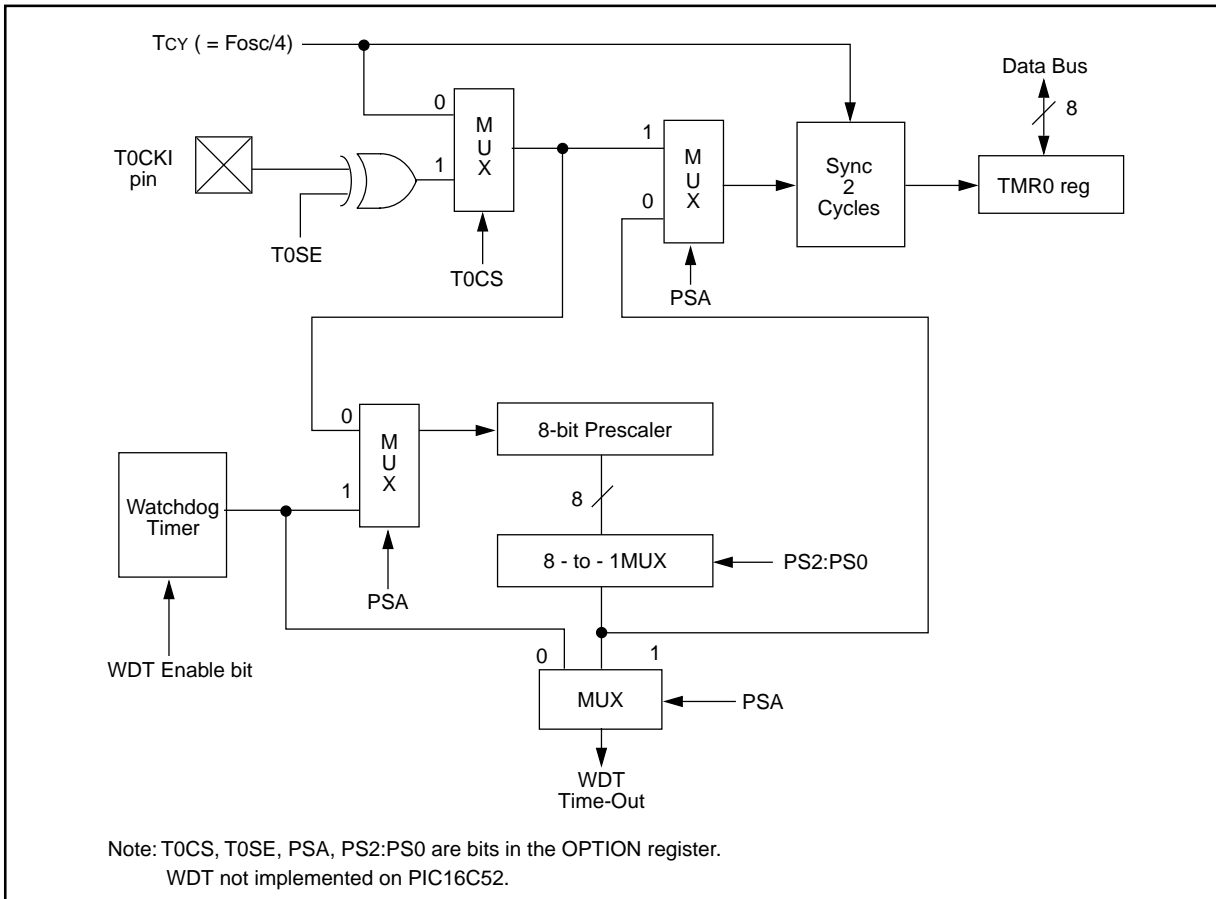 TCY ( = Fosc/4)
Data Bus
8
0
M
U
X
1
T0CKI
pin
T0SE
T0CS
1
M
U
X
0
PSA
Sync
2
Cycles
TMR0 reg
0
M
U
X
1
8-bit Prescaler
Watchdog
Timer
8
8 - to - 1MUX
PS2:PS0
PSA
WDT Enable bit
0
1
MUX
PSA
WDT
Time-Out
Note: T0CS, T0SE, PSA, PS2:PS0 are bits in the OPTION register.
WDT not implemented on PIC16C52.